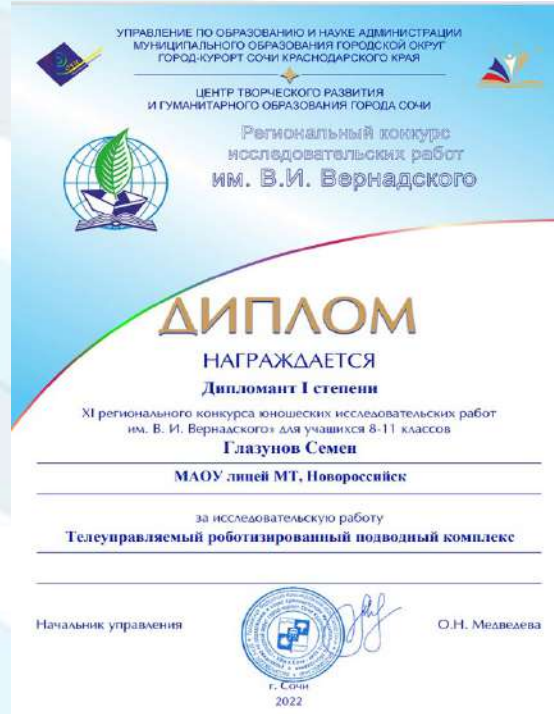 УПРАВЛЕНИЕ ПО ОБРАЗОВАНИЮ И НАУКЕ АДМИНИСТРАЦИИ
МУНИЦИПАЛЬНОГО ОБРАЗОВАНИЯ ГОРОДСКОЙ ОКРУГ
ГОРОД-КУРОРТ СОЧИ КРАСНОДАРСКОГО КРАЯ
ЦЕНТР ТВОРЧЕСКОГО РАЗВИТИЯ
И ГУМАНИТАРНОГО ОБРАЗОВАНИЯ ГОРОДА СОЧИ
Региональный конкурс
исследовательских работ
им. В.И. Вернадского
ДИПЛОМ
НАГРАЖДАЕТСЯ
Дипломант I степени
XI регионального конкурса юношеских исследовательских работ
им. В. И. Вернадского» для учащихся 8-11 классов
Глазунов Семен
МАОУ лицей МТ, Новороссийск
за исследовательскую работу
Телеуправляемый роботизированный подводный комплекс
Начальник управления
О.Н. Медведева
г. Сочи
2022